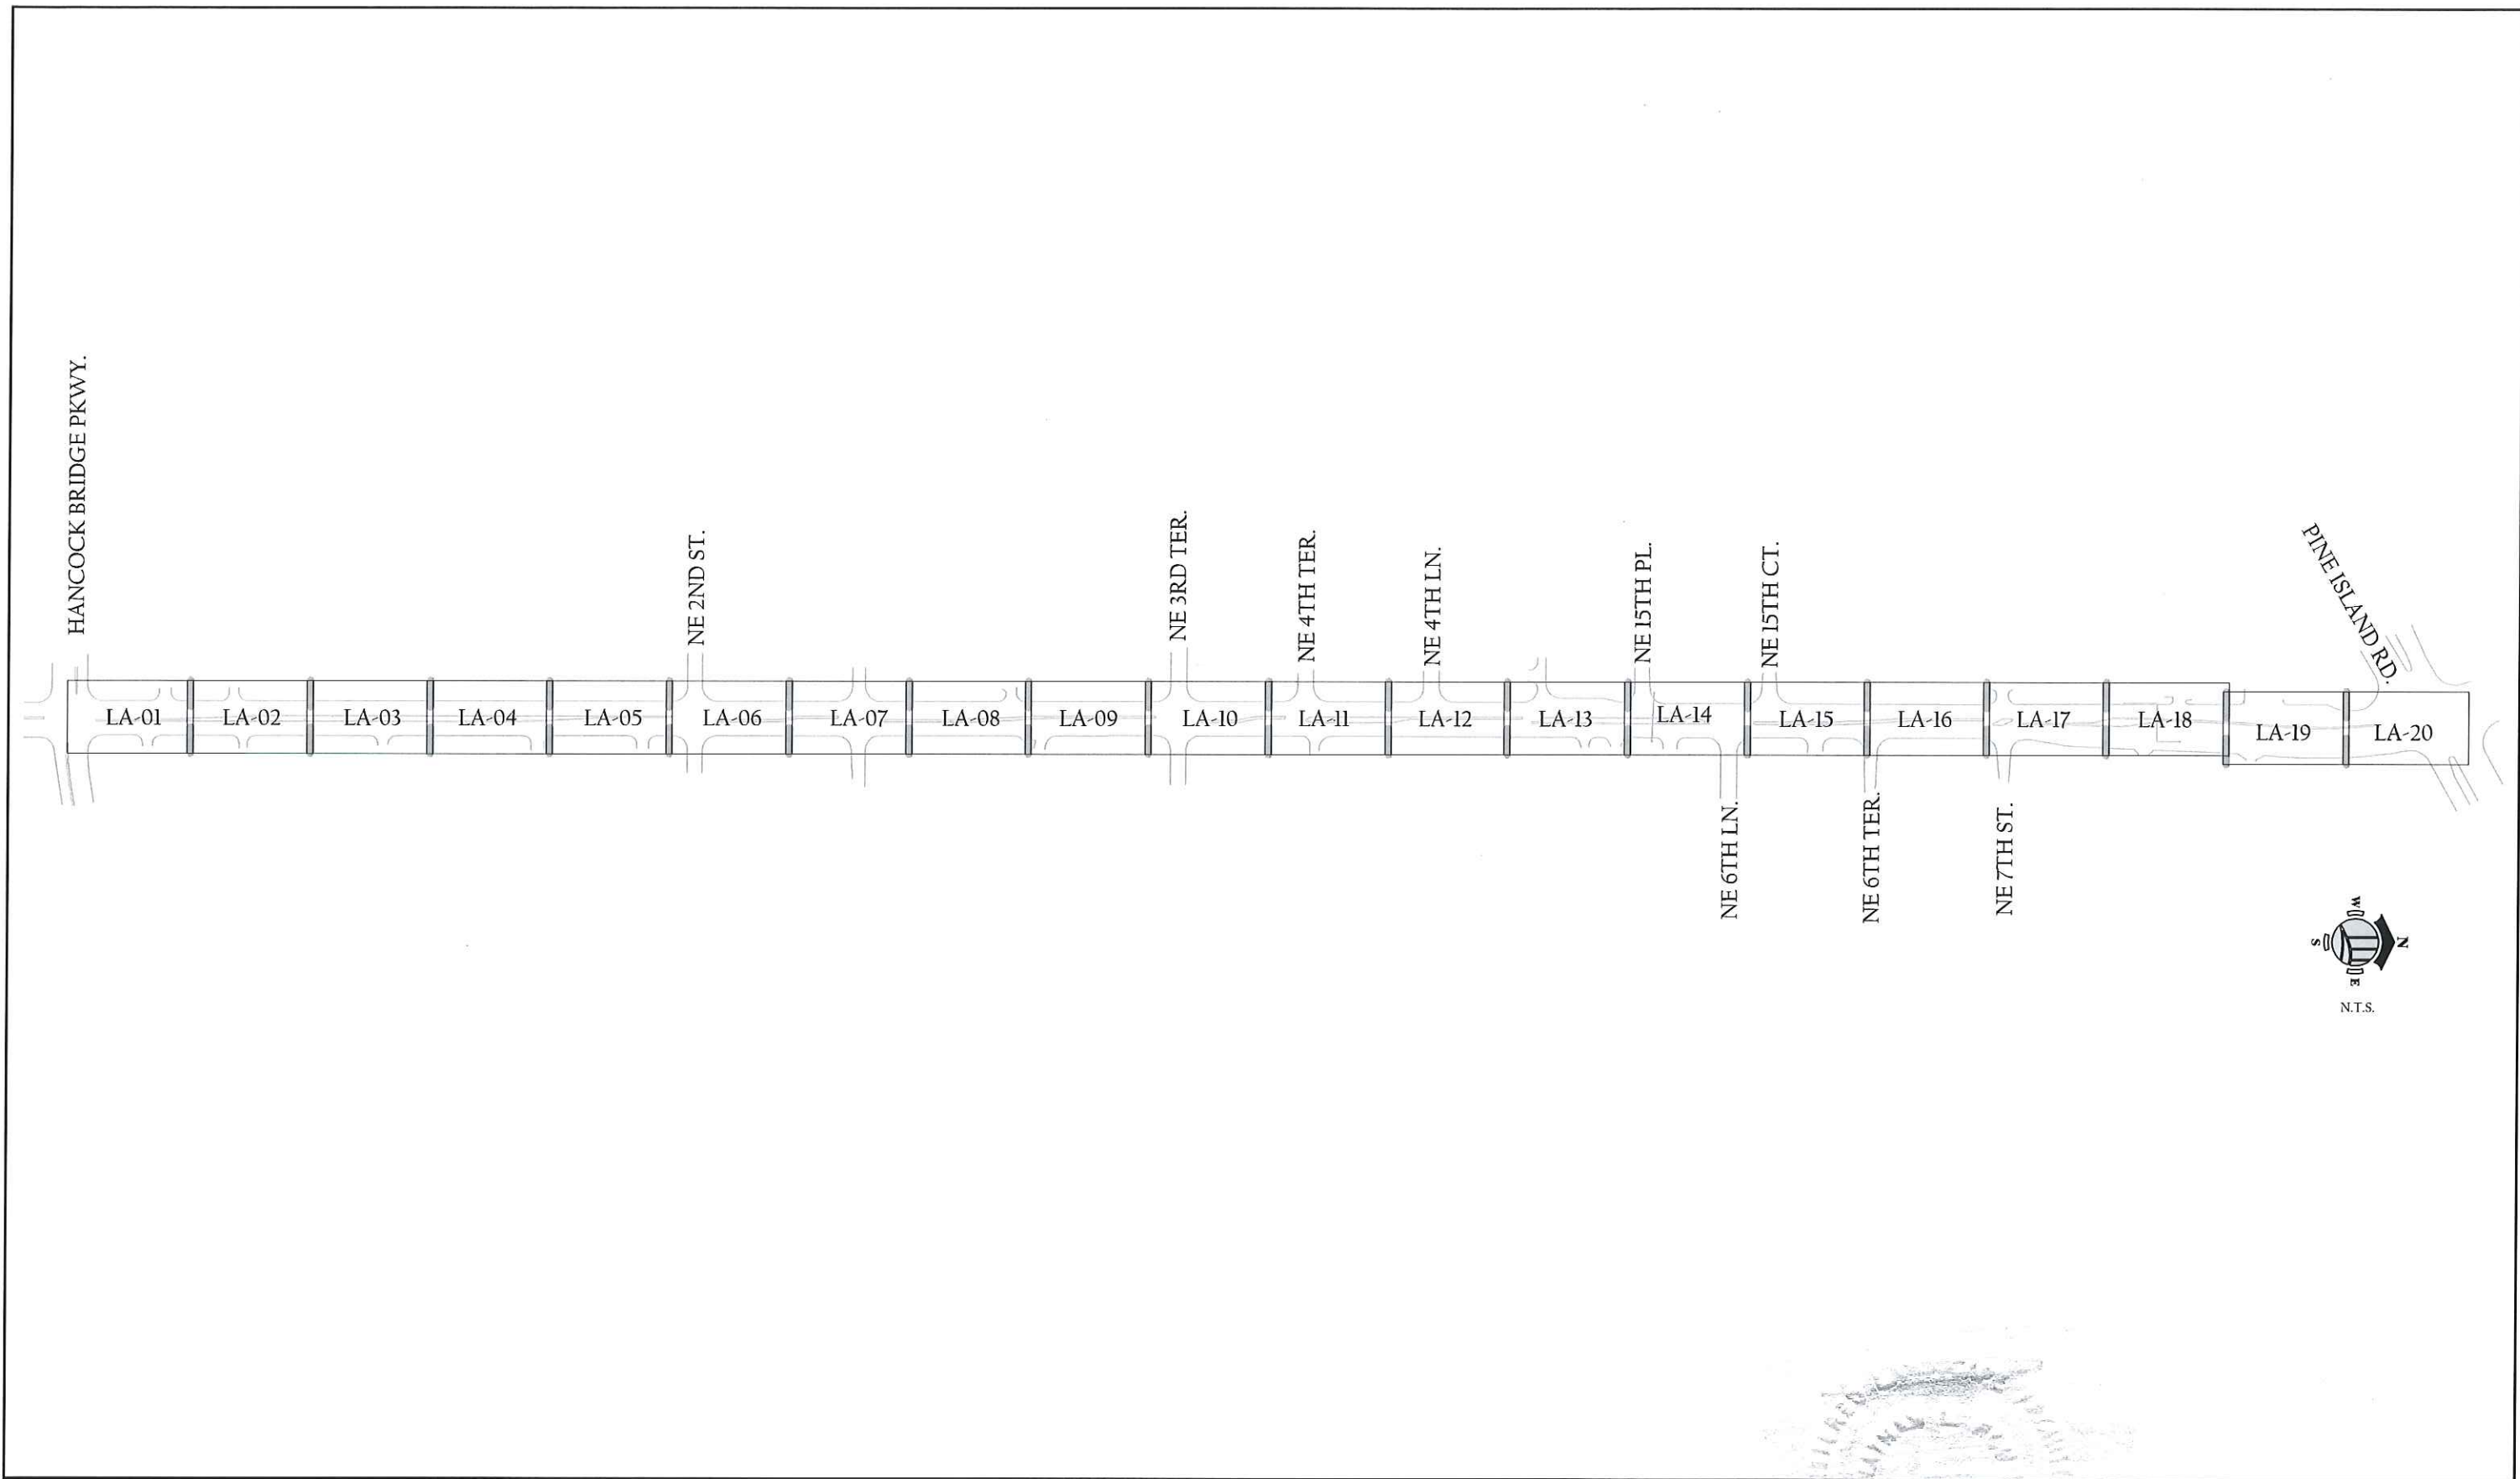 HANCOCK BRIDGE PKWY.
NE 2ND ST.
NE 3RD TER.
NE 4TH TER.
NE 4TH LN.
NE 15TH PL.
NE 15TH CT.
PINE ISLAND RD.
LA-01
LA-02
LA-03
LA-04
LA-05
LA-06
LA-07
LA-08
LA-09
LA-10
LA-11
LA-12
LA-13
LA-14
LA-15
LA-16
LA-17
LA-18
LA-19
LA-20
NE 6TH LN.
NE 6TH TER.
NE 7TH ST.
W
N
S
E
N.T.S.